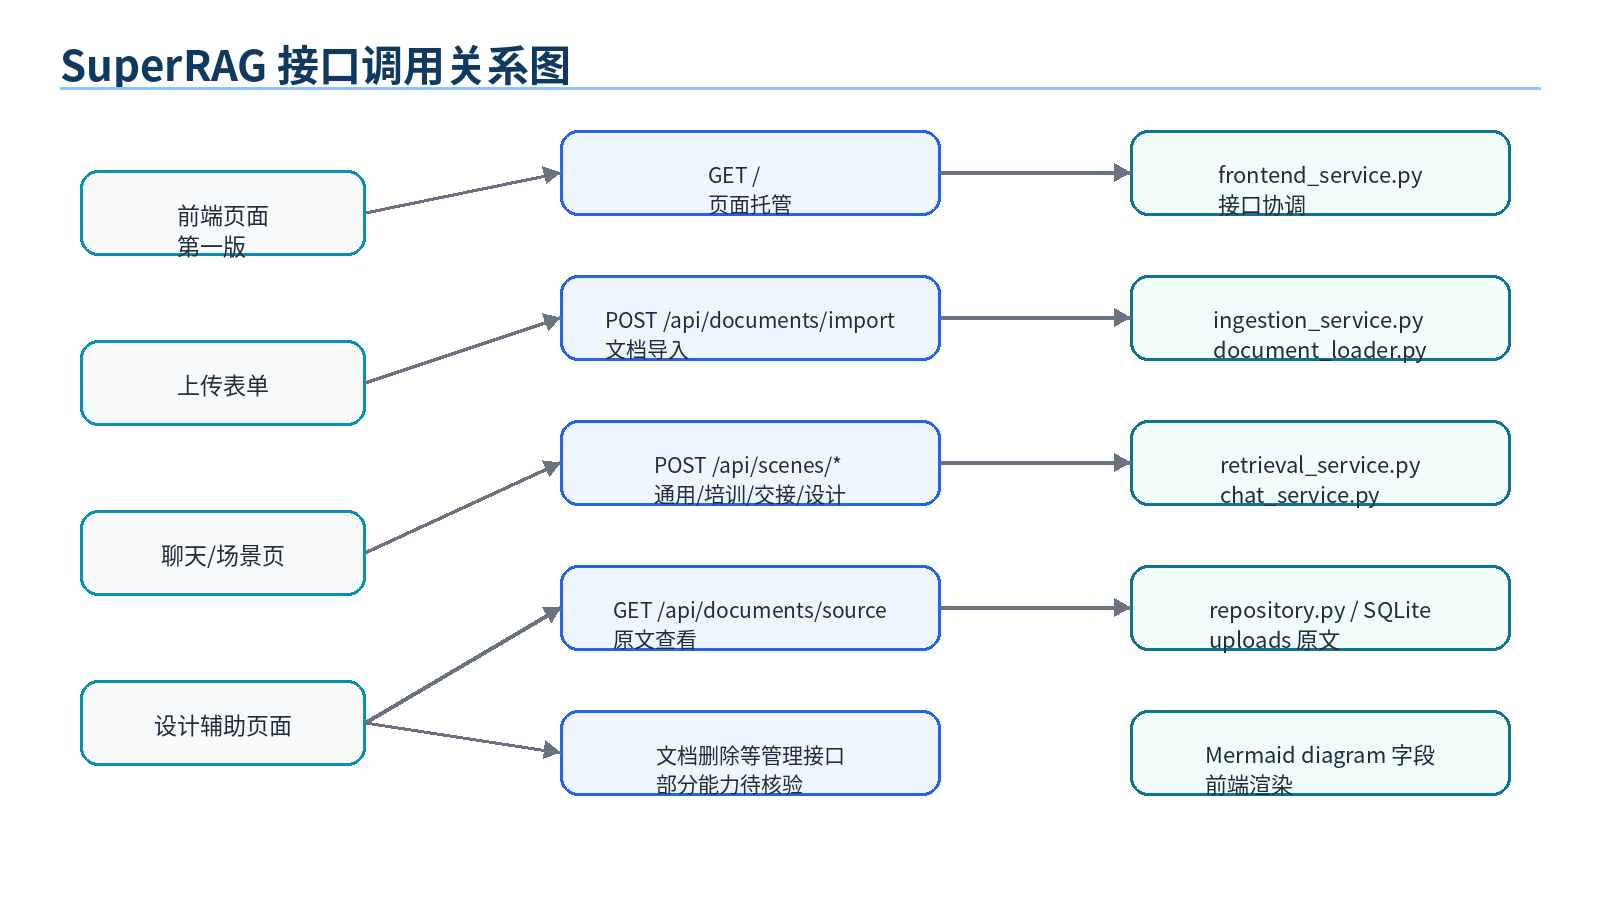 SuperRAG 接口调用关系图
前端页面
第一版
上传表单
聊天/场景页
设计辅助页面
GET /
页面托管
POST /api/documents/import
文档导入
POST /api/scenes/*
通用/培训/交接/设计
GET /api/documents/source
原文查看
文档删除等管理接口
部分能力待核验
frontend_service.py
接口协调
ingestion_service.py
document_loader.py
retrieval_service.py
chat_service.py
repository.py / SQLite
uploads 原文
Mermaid diagram 字段
前端渲染